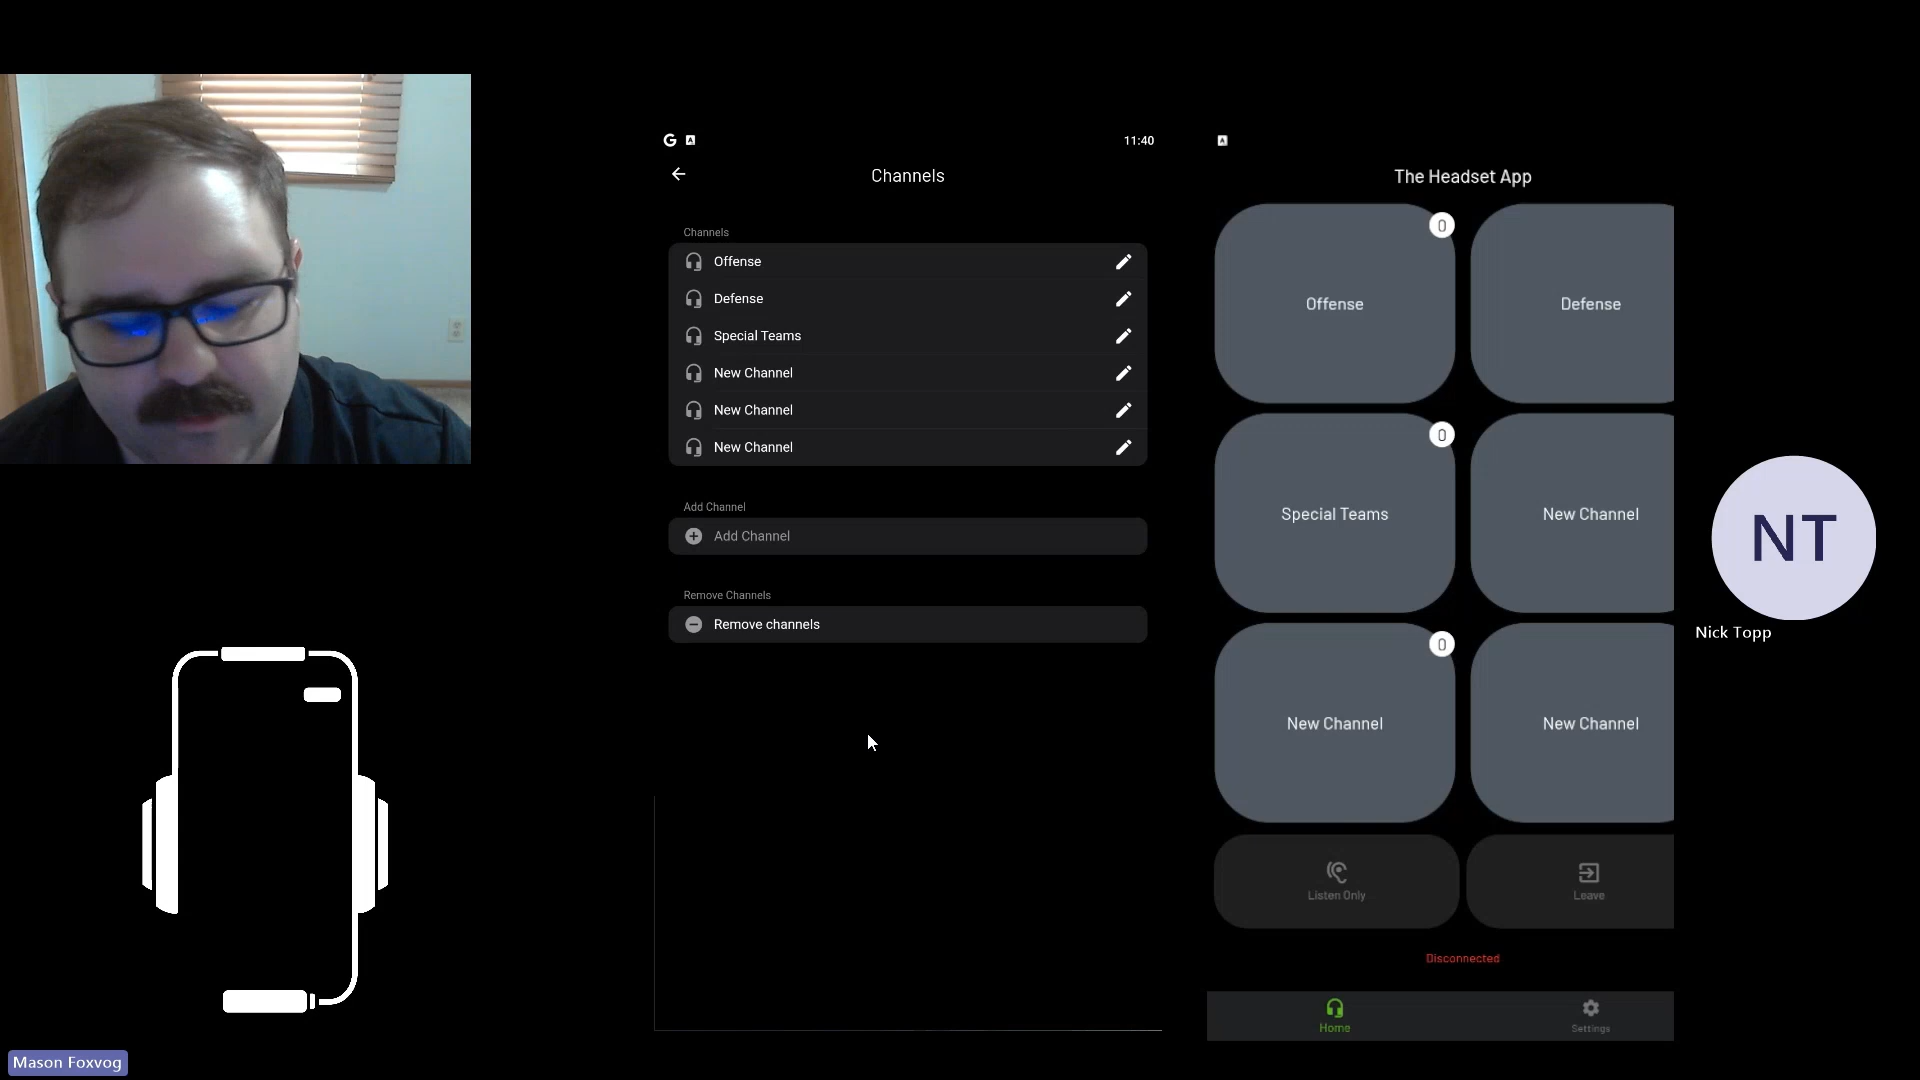 11:40
Channels
Channels
Offense
Defense
Special Teams
New Channel
New Channel
New Channel
Add Channel
Add Channel
Remove Channels
Remove channels
The Headset App
0
Offense
Defense
0
Special Teams
New Channel
0
New Channel
New Channel
Listen Only
Leave
Disconnected
Home
Settings
NT
Nick Topp
Mason Foxvog